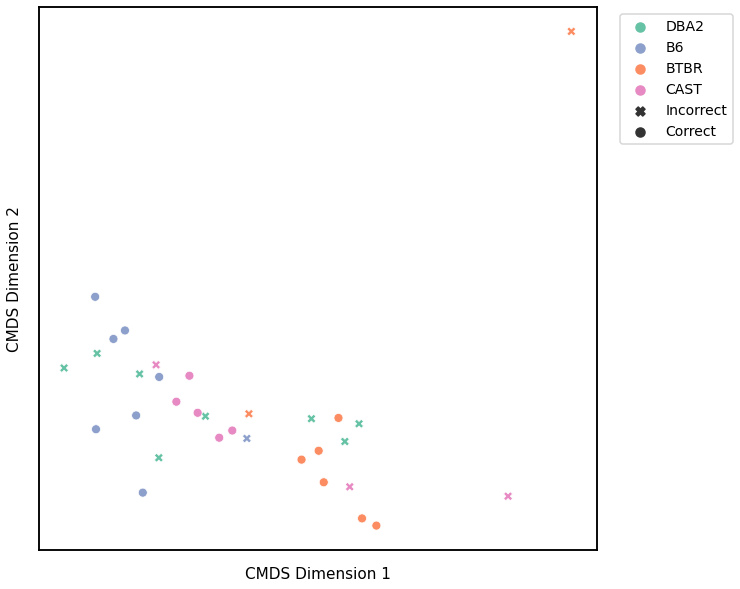 DBA2
B6
BTBR
CAST
Incorrect
Correct
CMDS Dimension 2
CMDS Dimension 1